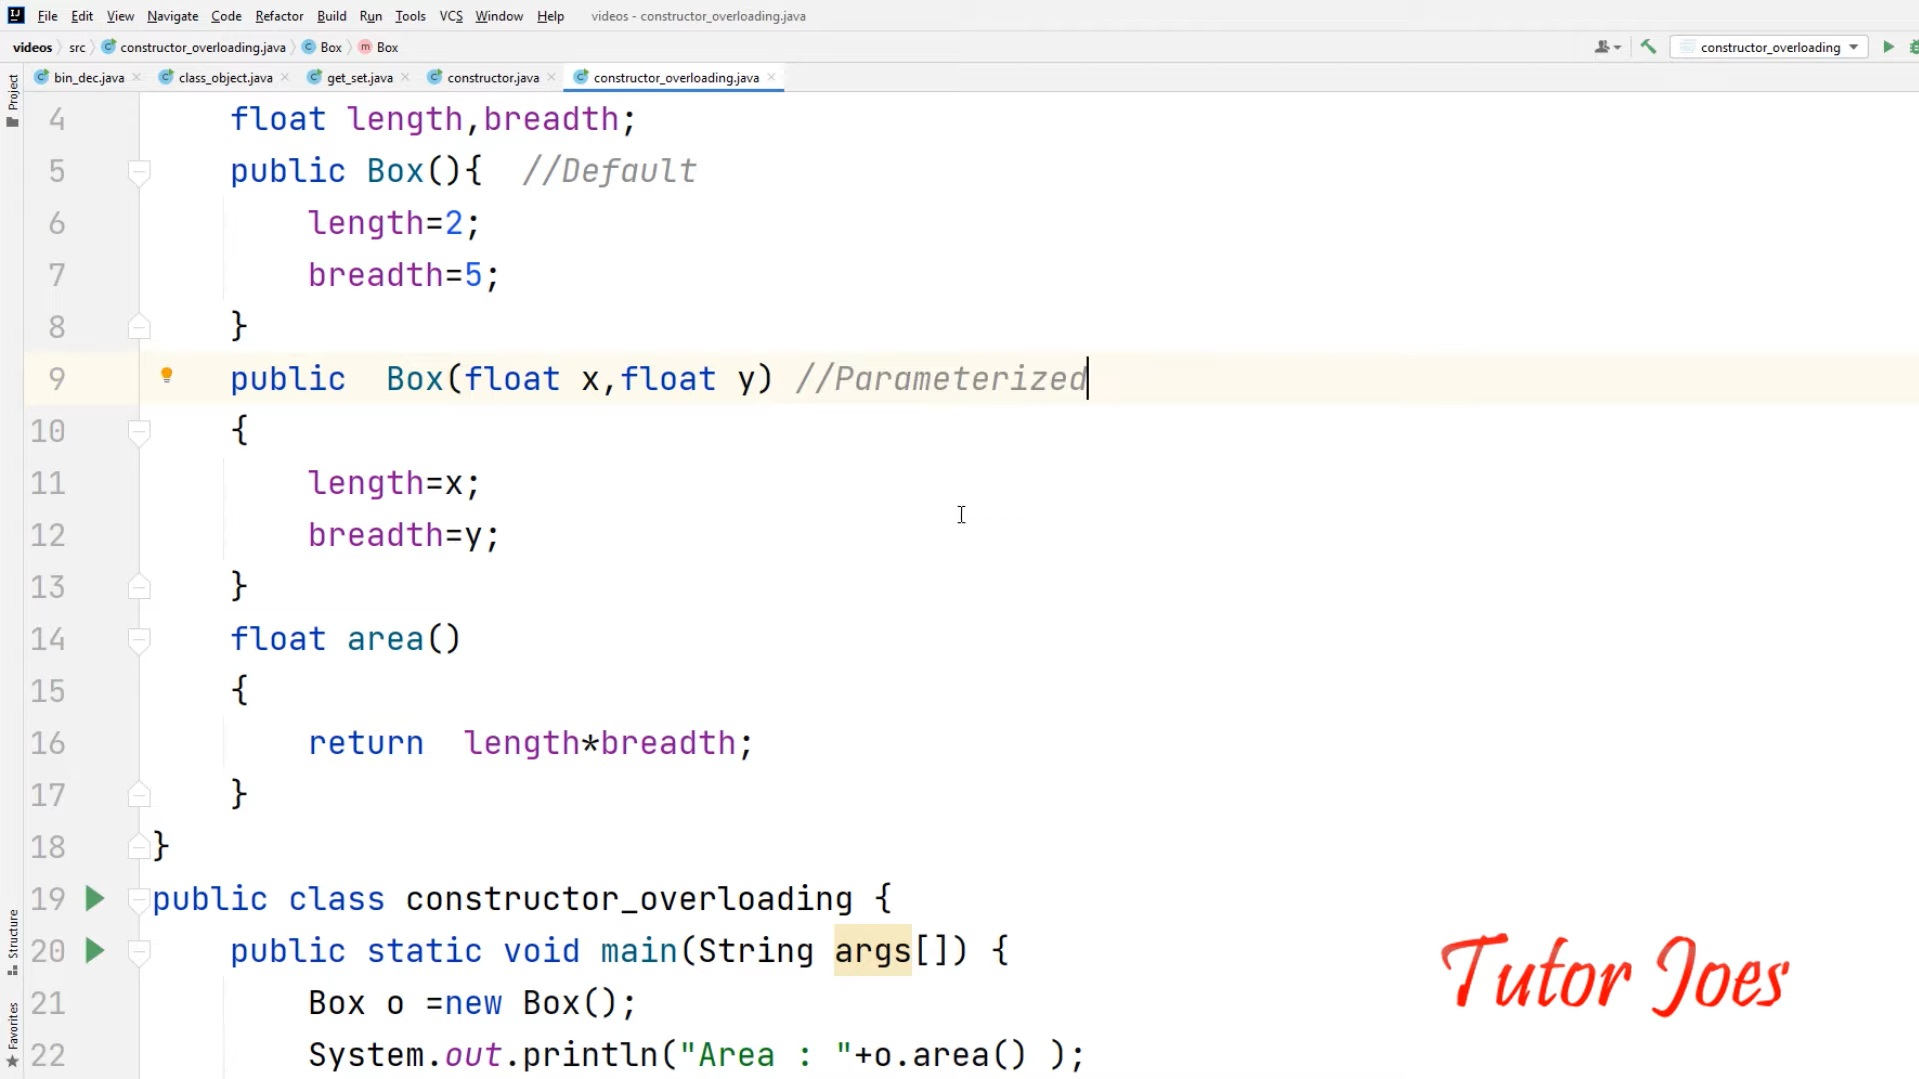 File Edit View Navigate Code Refactor Build Run Tools VCS Window Help videos - constructor_overloading.java
videos src constructor_overloading.java Box m Box constructor_overloading
Project
bin_dec.java class_object.java get_set.java constructor.java constructor_overloading.java
4 float length,breadth;
5 public Box(){ //Default
6 length=2;
7 breadth=5;
8 }
9 public Box(float x,float y) //Parameterized
10 {
11 length=x;
12 breadth=y;
13 }
14 float area()
15 {
16 return length*breadth;
17 }
18 }
19 public class constructor_overloading {
20 public static void main(String args[]) {
21 Box o =new Box();
22 System.out.println("Area : "+o.area() );
Structure
Favorites
Tutor Joes